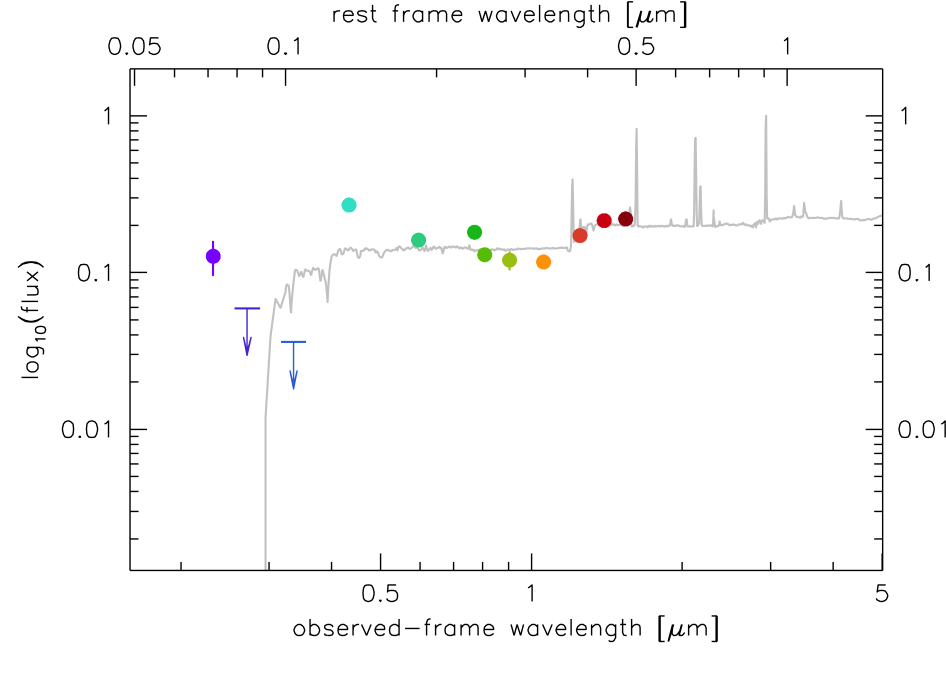 rest frame wavelength [μm]
0.05 0.1 0.5 1
1 1
0.1 0.1
0.01 0.01
log10(flux)
0.5 1 5
observed-frame wavelength [μm]